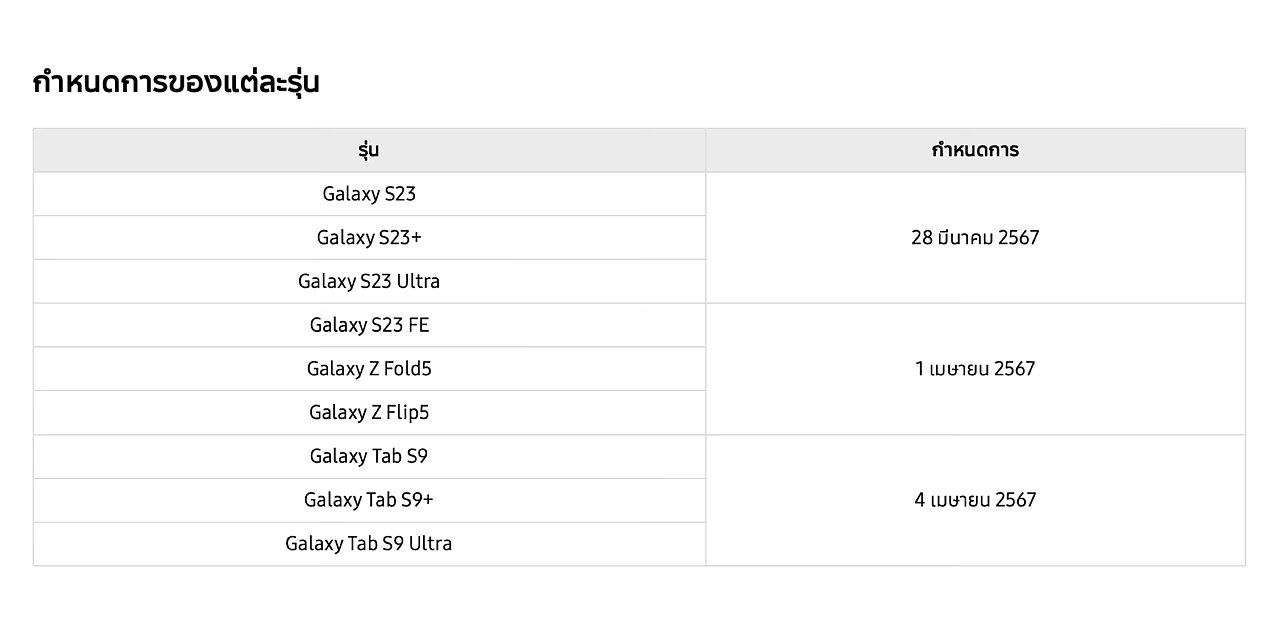 กำหนดการของแต่ละรุ่น
รุ่น กำหนดการ
Galaxy S23
Galaxy S23+ 28 มีนาคม 2567
Galaxy S23 Ultra
Galaxy S23 FE
Galaxy Z Fold5 1 เมษายน 2567
Galaxy Z Flip5
Galaxy Tab S9
Galaxy Tab S9+ 4 เมษายน 2567
Galaxy Tab S9 Ultra